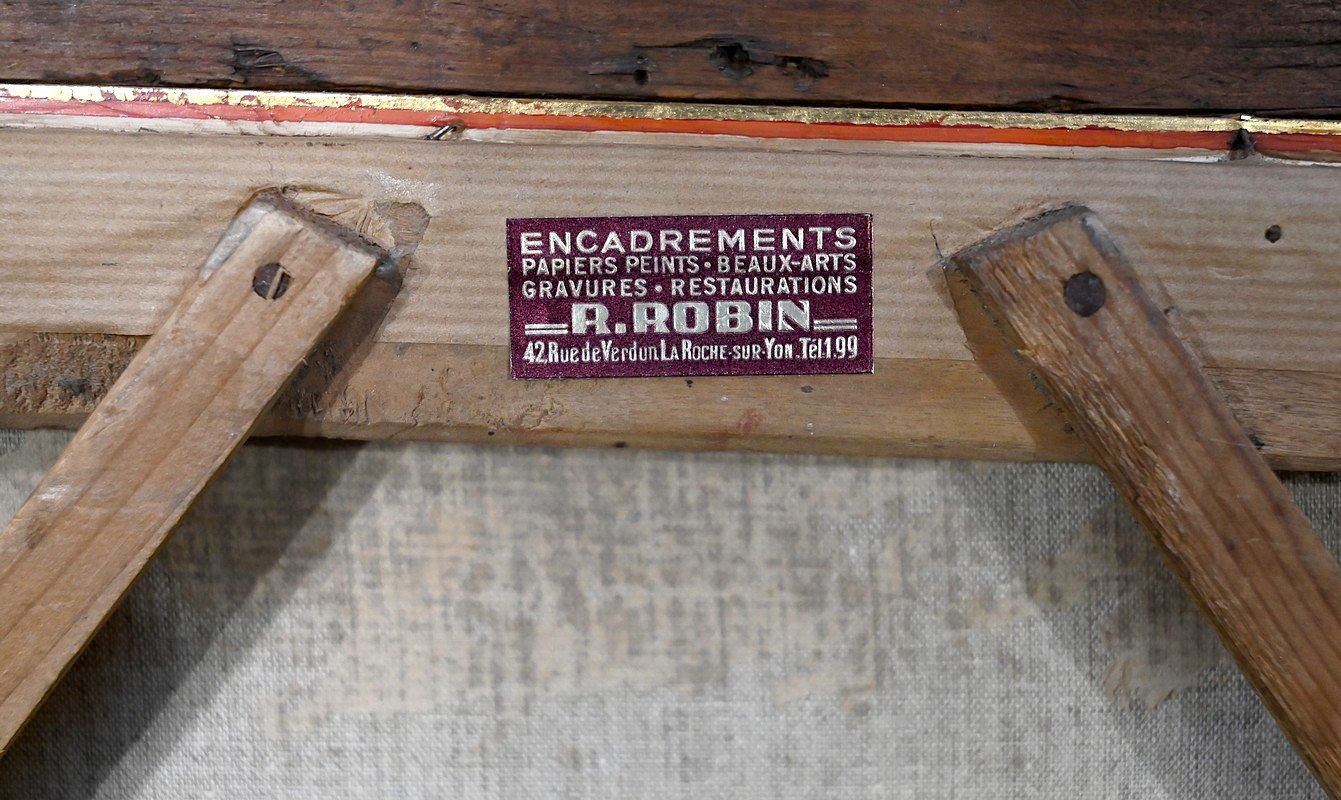 ENCADREMENTS
PAPIERS PEINTS • BEAUX-ARTS
GRAVURES • RESTAURATIONS
R.ROBIN
42,Rue de Verdun LA ROCHE-SUR-YON.Tél.1.99